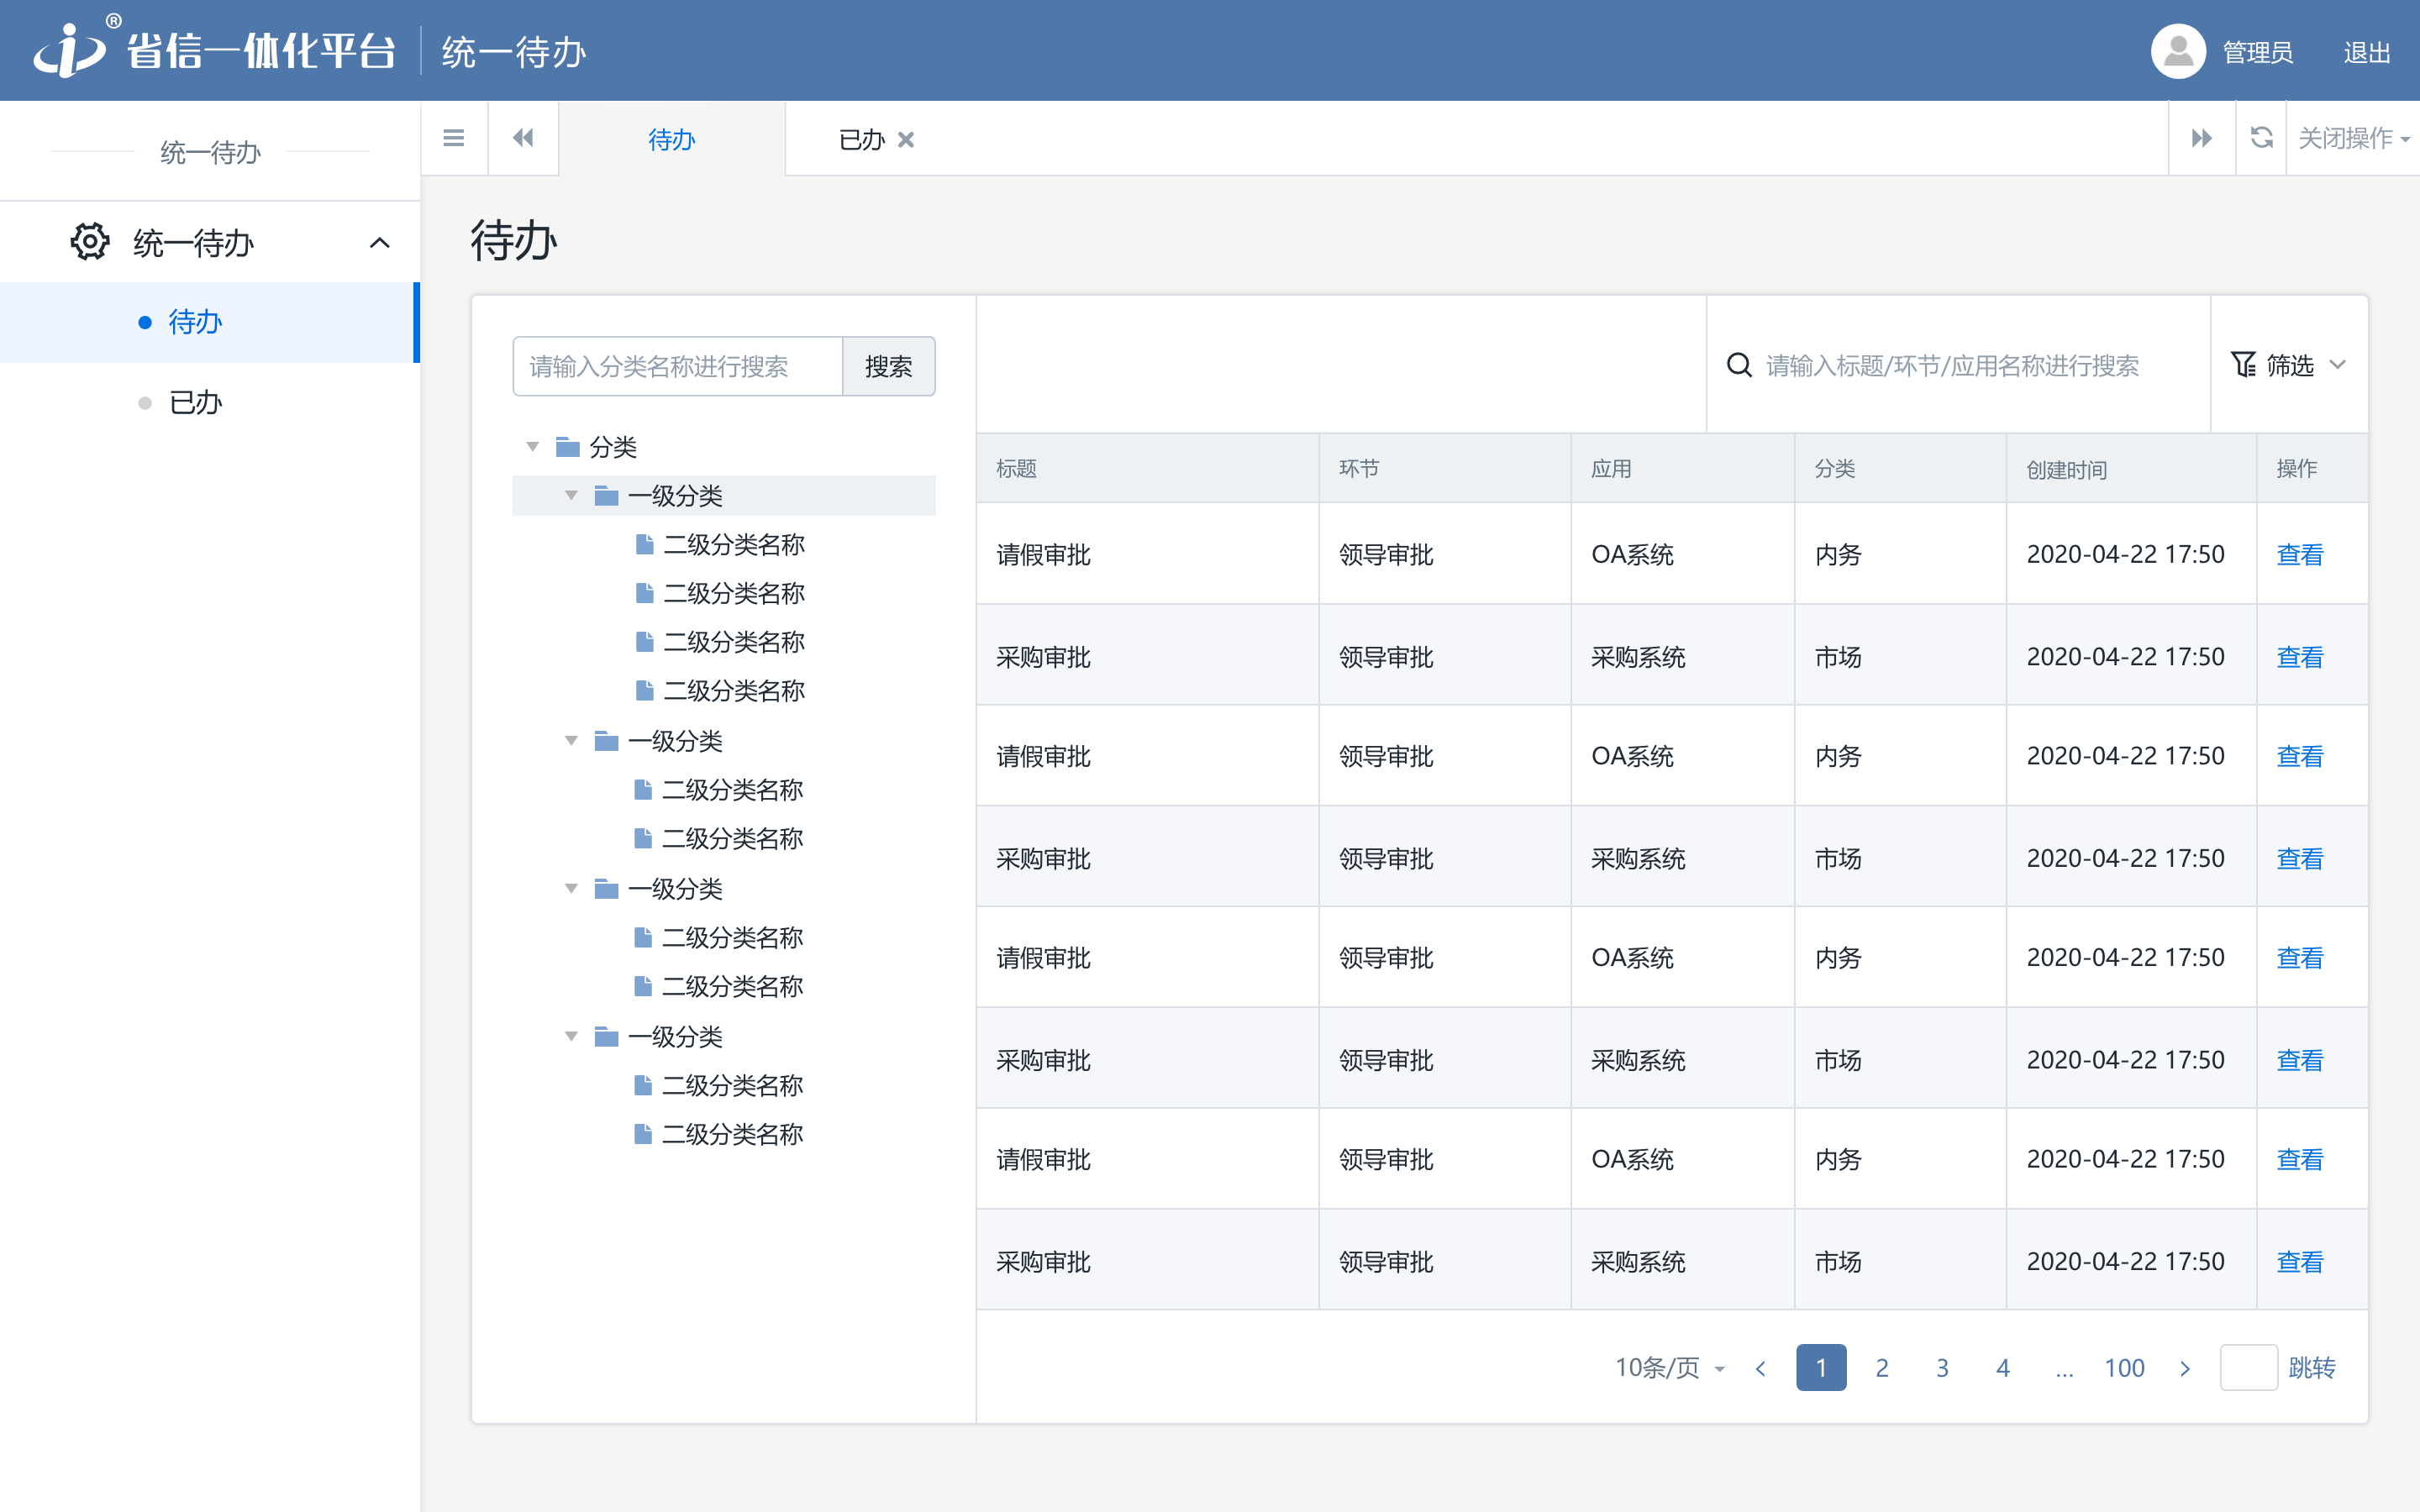 省信一体化平台® 统一待办 管理员 退出
统一待办
统一待办
待办
已办
待办 已办 关闭操作
待办
请输入分类名称进行搜索 搜索
分类
一级分类
二级分类名称
二级分类名称
二级分类名称
二级分类名称
一级分类
二级分类名称
二级分类名称
一级分类
二级分类名称
二级分类名称
一级分类
二级分类名称
二级分类名称
请输入标题/环节/应用名称进行搜索 筛选
标题 环节 应用 分类 创建时间 操作
请假审批 领导审批 OA系统 内务 2020-04-22 17:50 查看
采购审批 领导审批 采购系统 市场 2020-04-22 17:50 查看
请假审批 领导审批 OA系统 内务 2020-04-22 17:50 查看
采购审批 领导审批 采购系统 市场 2020-04-22 17:50 查看
请假审批 领导审批 OA系统 内务 2020-04-22 17:50 查看
采购审批 领导审批 采购系统 市场 2020-04-22 17:50 查看
请假审批 领导审批 OA系统 内务 2020-04-22 17:50 查看
采购审批 领导审批 采购系统 市场 2020-04-22 17:50 查看
10条/页 < 1 2 3 4 ... 100 > 跳转